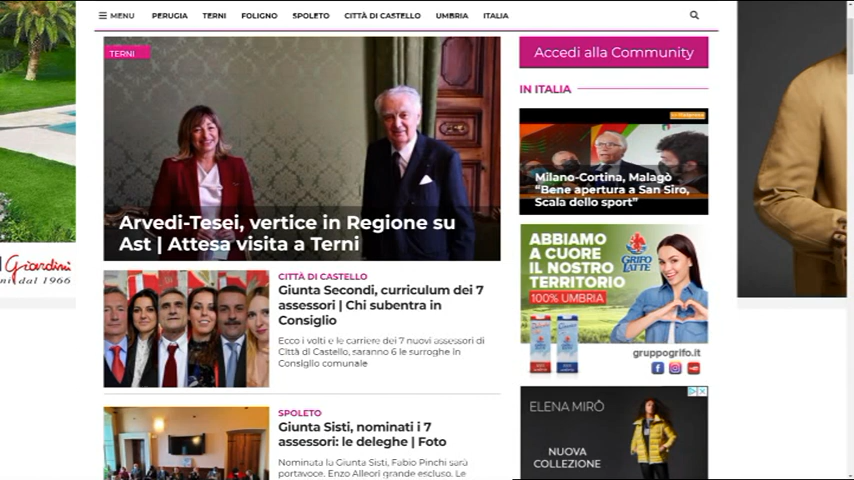 MENU PERUGIA TERNI FOLIGNO SPOLETO CITTÀ DI CASTELLO UMBRIA ITALIA
TERNI
Arvedi-Tesei, vertice in Regione su
Ast | Attesa visita a Terni
CITTÀ DI CASTELLO
Giunta Secondi, curriculum dei 7
assessori | Chi subentra in
Consiglio
Ecco i volti e le carriere dei 7 nuovi assessori di
Città di Castello, saranno 6 le surroghe in
Consiglio comunale
SPOLETO
Giunta Sisti, nominati i 7
assessori: le deleghe | Foto
Nominata la Giunta Sisti, Fabio Pinchi sarà
portavoce. Enzo Alleori grande escluso. Le
Accedi alla Community
IN ITALIA
Milano-Cortina, Malagò
“Bene apertura a San Siro,
Scala dello sport”
ABBIAMO
A CUORE
IL NOSTRO
TERRITORIO
100% UMBRIA
GRIFO
LATTE
gruppogrifo.it
ELENA MIRÒ
NUOVA
COLLEZIONE
Giardini
ni dal 1966